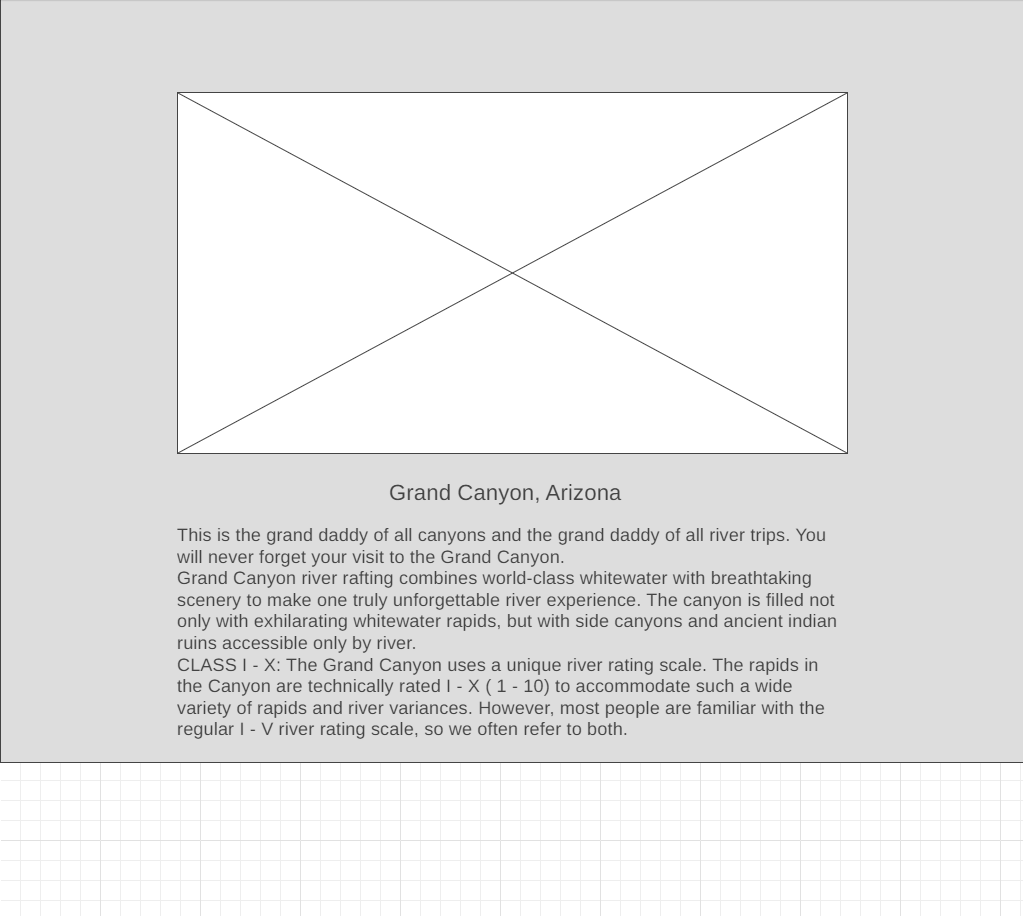 Grand Canyon, Arizona
This is the grand daddy of all canyons and the grand daddy of all river trips. You
will never forget your visit to the Grand Canyon.
Grand Canyon river rafting combines world-class whitewater with breathtaking
scenery to make one truly unforgettable river experience. The canyon is filled not
only with exhilarating whitewater rapids, but with side canyons and ancient indian
ruins accessible only by river.
CLASS I - X: The Grand Canyon uses a unique river rating scale. The rapids in
the Canyon are technically rated I - X ( 1 - 10) to accommodate such a wide
variety of rapids and river variances. However, most people are familiar with the
regular I - V river rating scale, so we often refer to both.